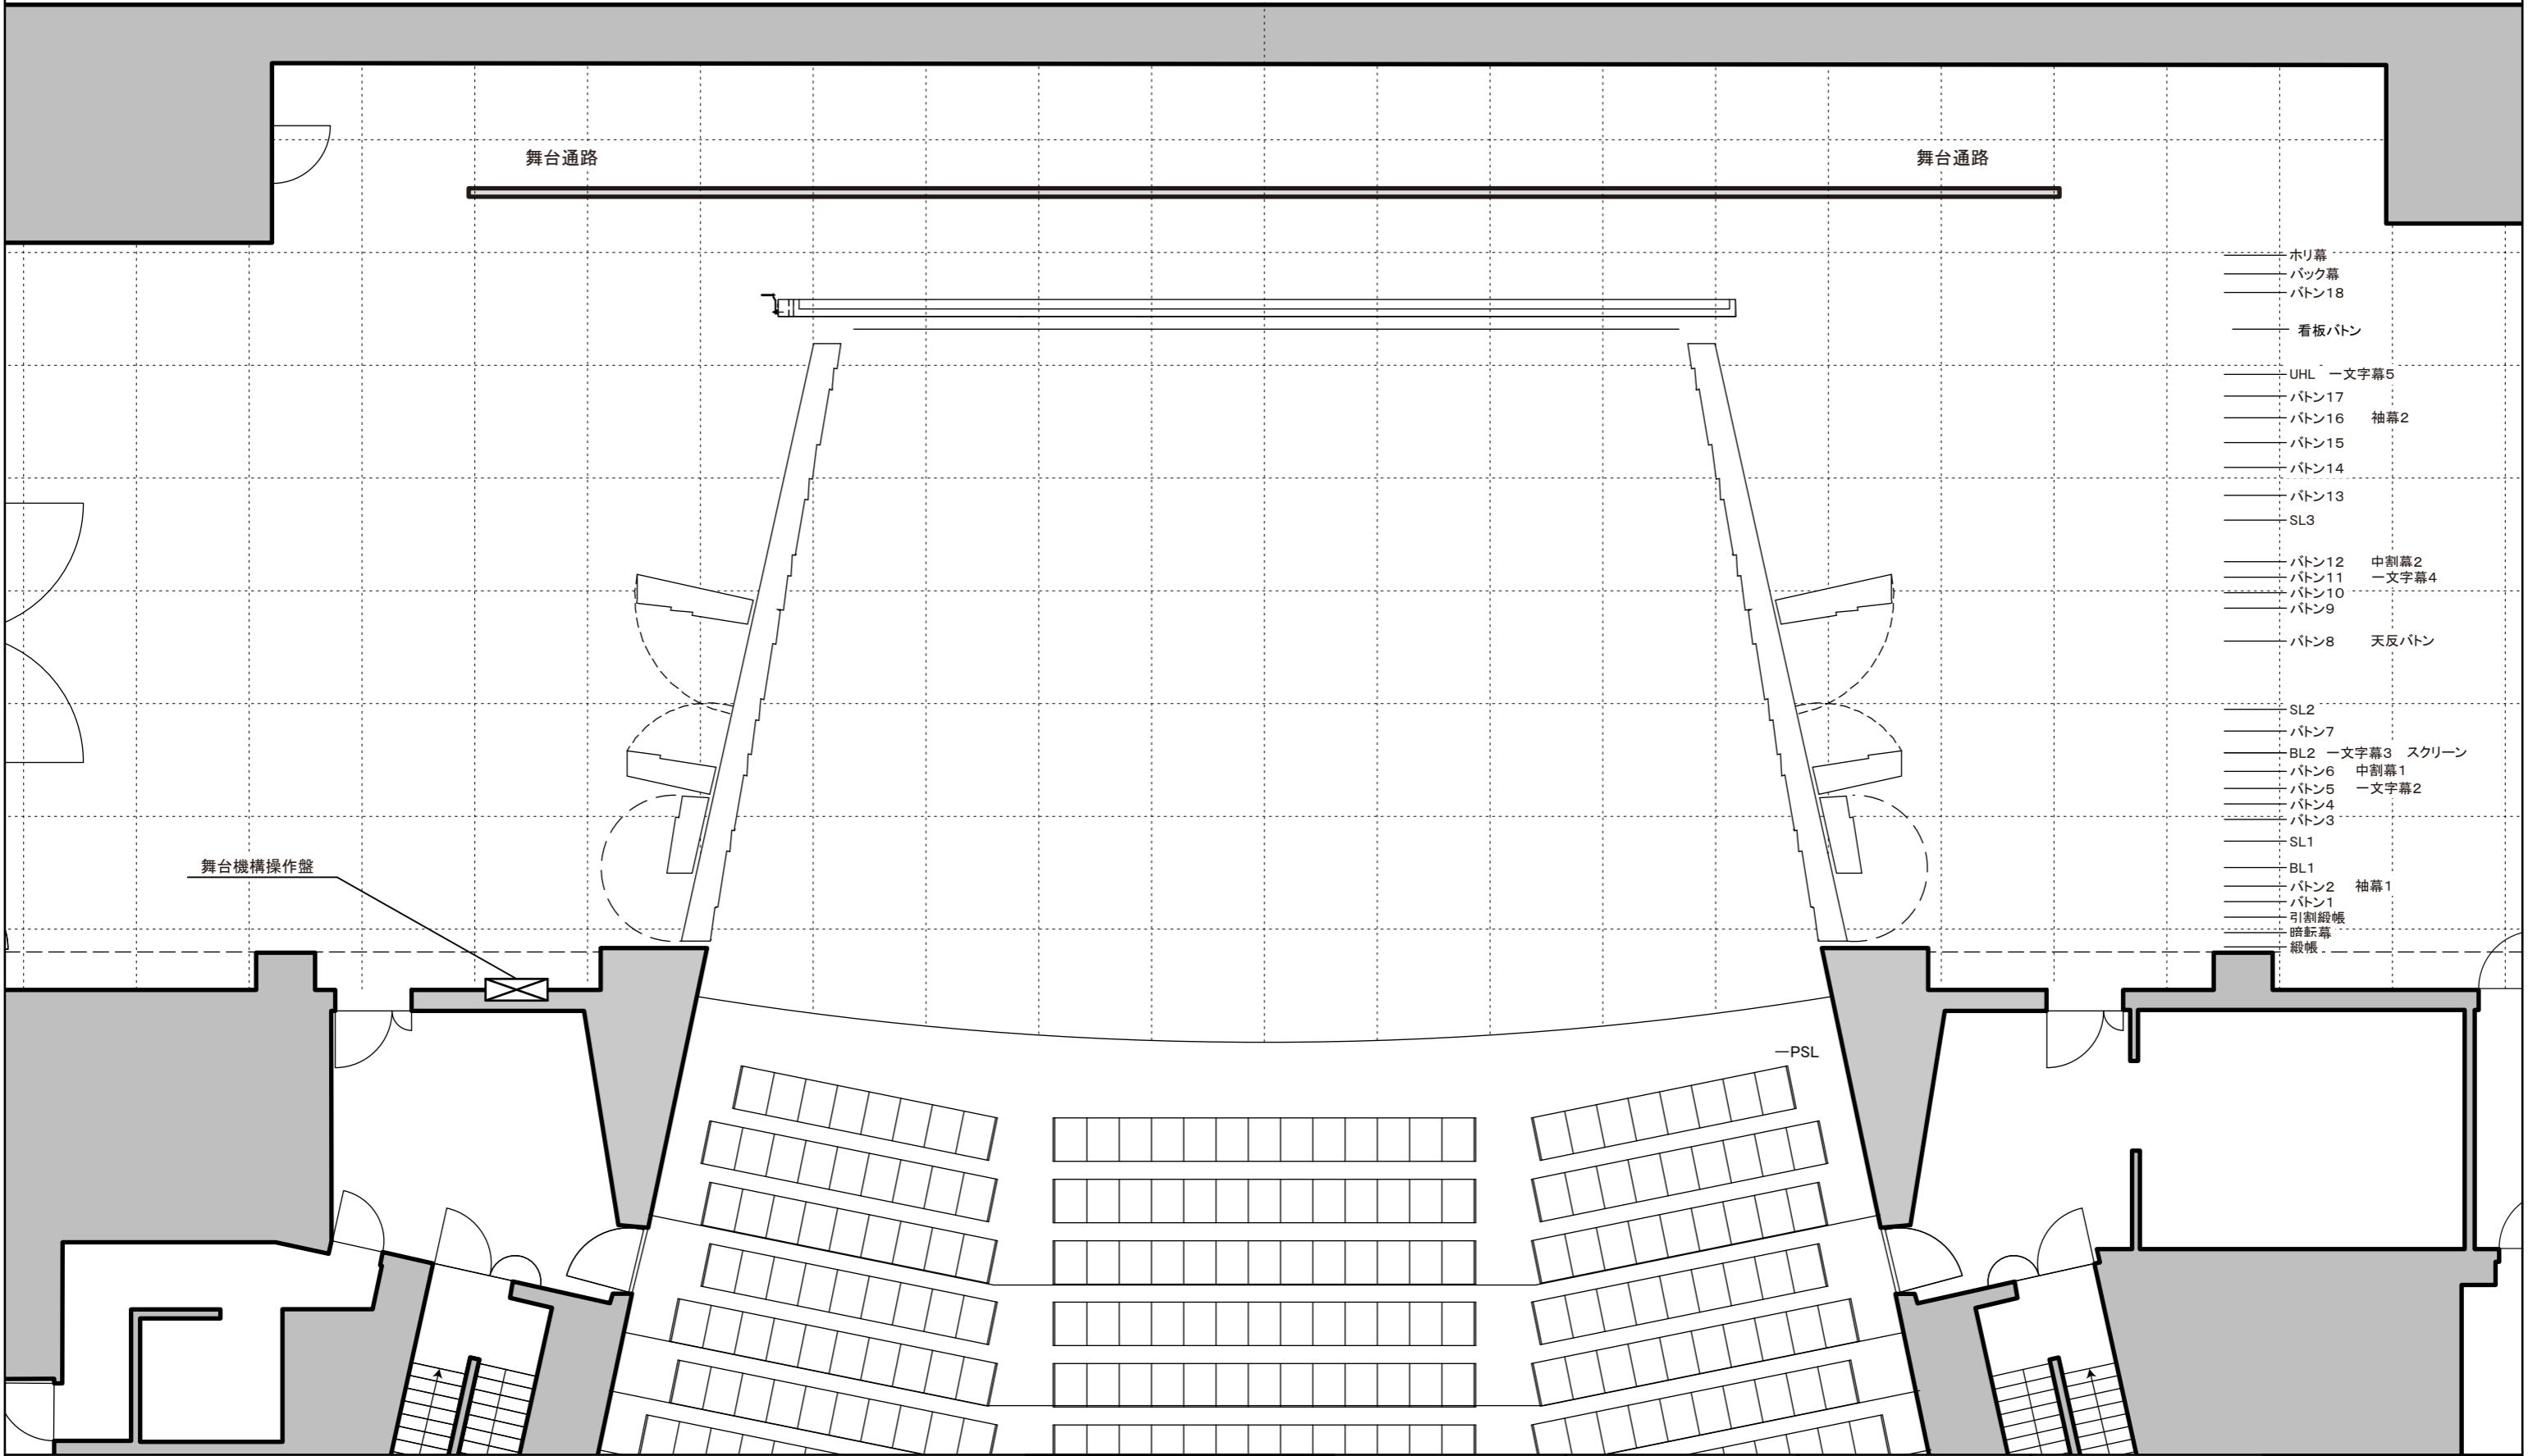 舞台通路
舞台通路
ホリ幕
バック幕
バトン18
看板バトン
UHL 一文字幕5
バトン17
バトン16 袖幕2
バトン15
バトン14
バトン13
SL3
バトン12 中割幕2
バトン11 一文字幕4
バトン10
バトン9
バトン8 天反バトン
SL2
バトン7
BL2 一文字幕3 スクリーン
バトン6 中割幕1
バトン5 一文字幕2
バトン4
バトン3
SL1
舞台機構操作盤
BL1
バトン2 袖幕1
バトン1
引割緞帳
暗転幕
緞帳
PSL